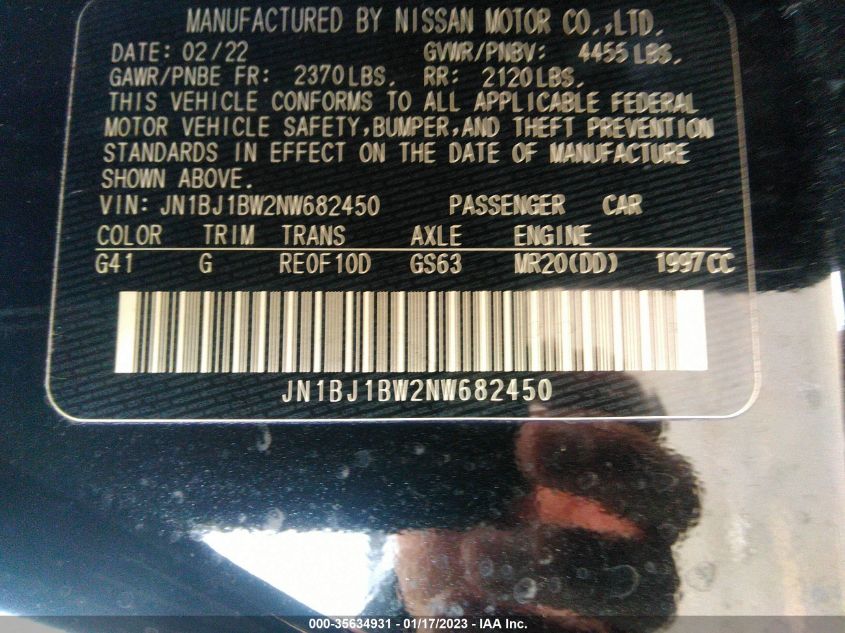 MANUFACTURED BY NISSAN MOTOR CO.,LTD.
DATE: 02/22 GVWR/PNBV: 4455 LBS.
GAWR/PNBE FR: 2370LBS. RR: 2120LBS.
THIS VEHICLE CONFORMS TO ALL APPLICABLE FEDERAL
MOTOR VEHICLE SAFETY,BUMPER,AND THEFT PREVENTION
STANDARDS IN EFFECT ON THE DATE OF MANUFACTURE
SHOWN ABOVE.
VIN: JN1BJ1BW2NW682450 PASSENGER CAR
COLOR TRIM TRANS AXLE ENGINE
G41 G RE0F10D GS63 MR20(DD) 1997CC
JN1BJ1BW2NW682450
000-35634931 - 01/17/2023 - IAA Inc.